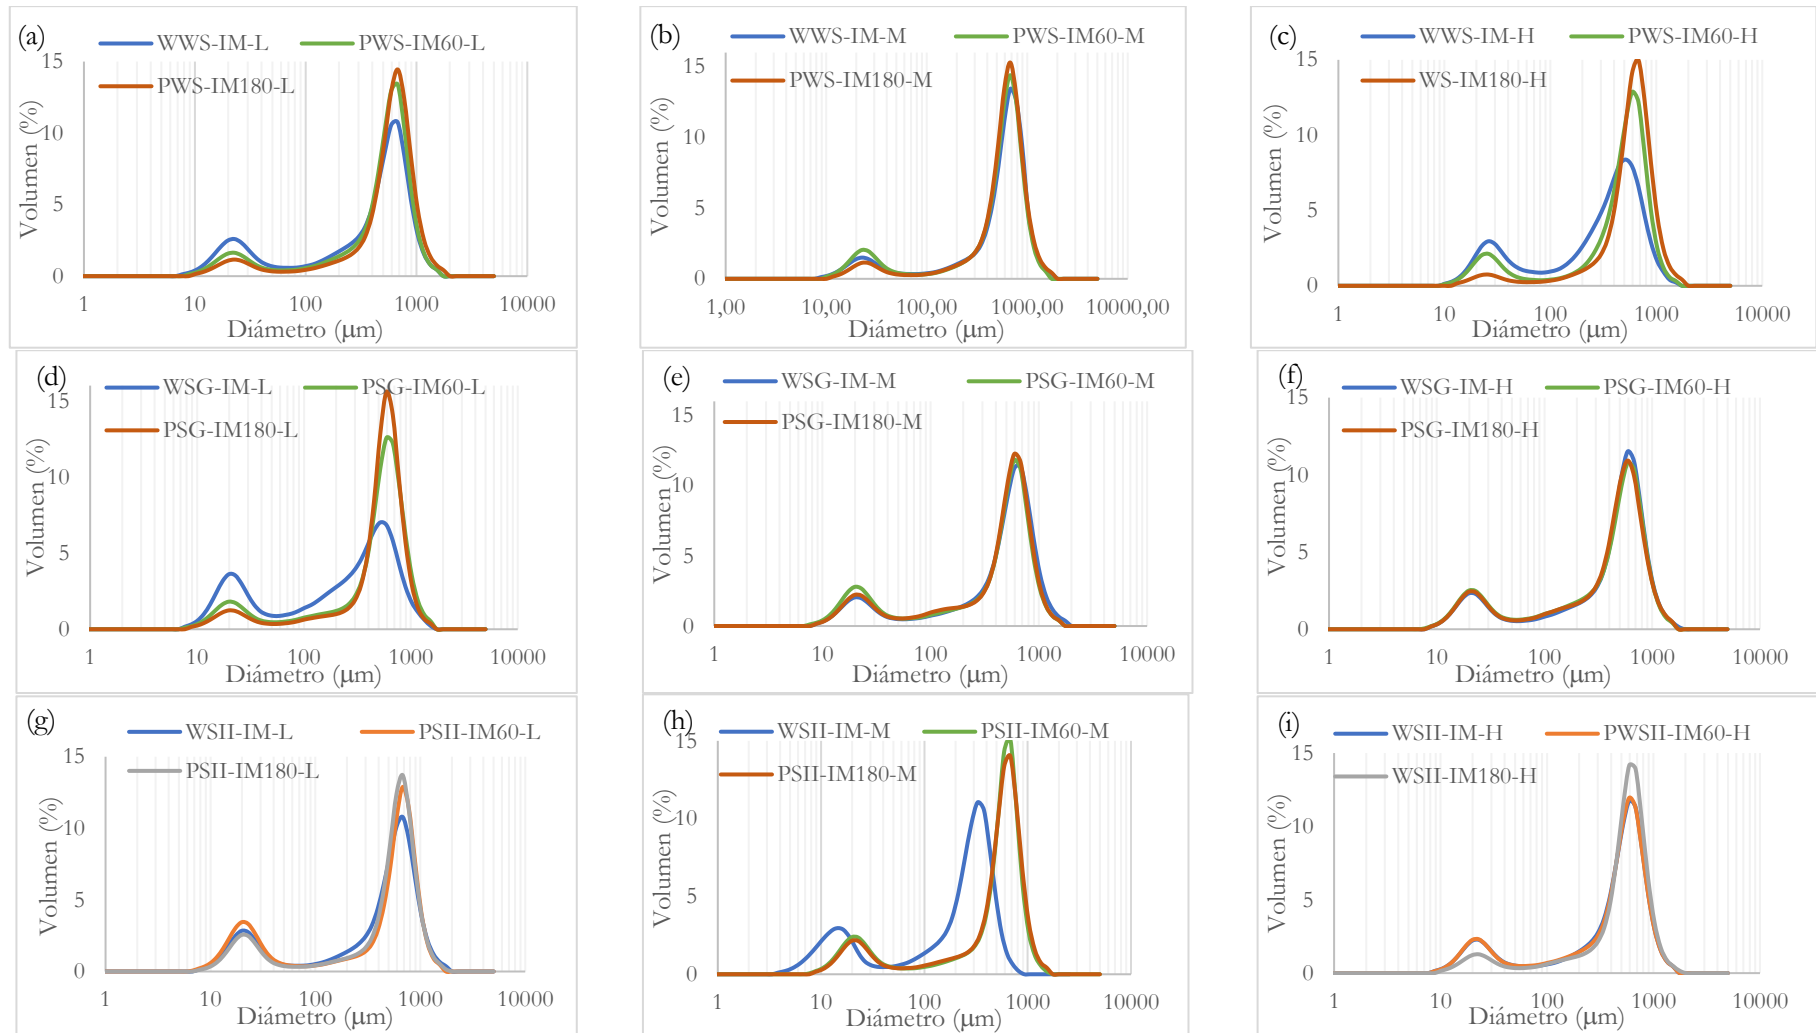 (a)
WWS-IM-L PWS-IM60-L
PWS-IM180-L
Volumen (%)
15
10
5
0
1 10 100 1000 10000
Diámetro (µm)
(b)
WWS-IM-M PWS-IM60-M
PWS-IM180-M
Volumen (%)
15
10
5
0
1,00 10,00 100,00 1000,00 10000,00
Diámetro (µm)
(c)
WWS-IM-H PWS-IM60-H
WS-IM180-H
Volumen (%)
15
10
5
0
1 10 100 1000 10000
Diámetro (µm)
(d)
WSG-IM-L PSG-IM60-L
PSG-IM180-L
Volumen (%)
15
10
5
0
1 10 100 1000 10000
Diámetro (µm)
(e)
WSG-IM-M PSG-IM60-M
PSG-IM180-M
Volumen (%)
15
10
5
0
1 10 100 1000 10000
Diámetro (µm)
(f)
WSG-IM-H PSG-IM60-H
PSG-IM180-H
Volumen (%)
15
10
5
0
1 10 100 1000 10000
Diámetro (µm)
(g)
WSII-IM-L PSII-IM60-L
PSII-IM180-L
Volumen (%)
15
10
5
0
1 10 100 1000 10000
Diámetro (µm)
(h)
WSII-IM-M PSII-IM60-M
PSII-IM180-M
Volumen (%)
15
10
5
0
1 10 100 1000 10000
Diámetro (µm)
(i)
WSII-IM-H PWSII-IM60-H
WSII-IM180-H
Volumen (%)
15
10
5
0
1 10 100 1000 10000
Diámetro (µm)